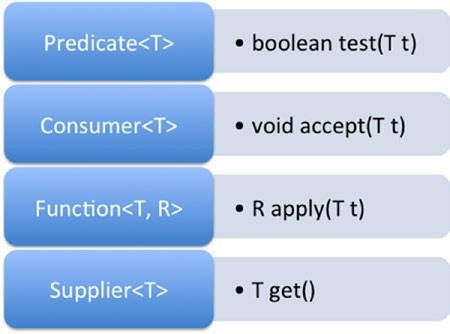 Predicate<T>
• boolean test(T t)
Consumer<T>
• void accept(T t)
Function<T, R>
• R apply(T t)
Supplier<T>
• T get()